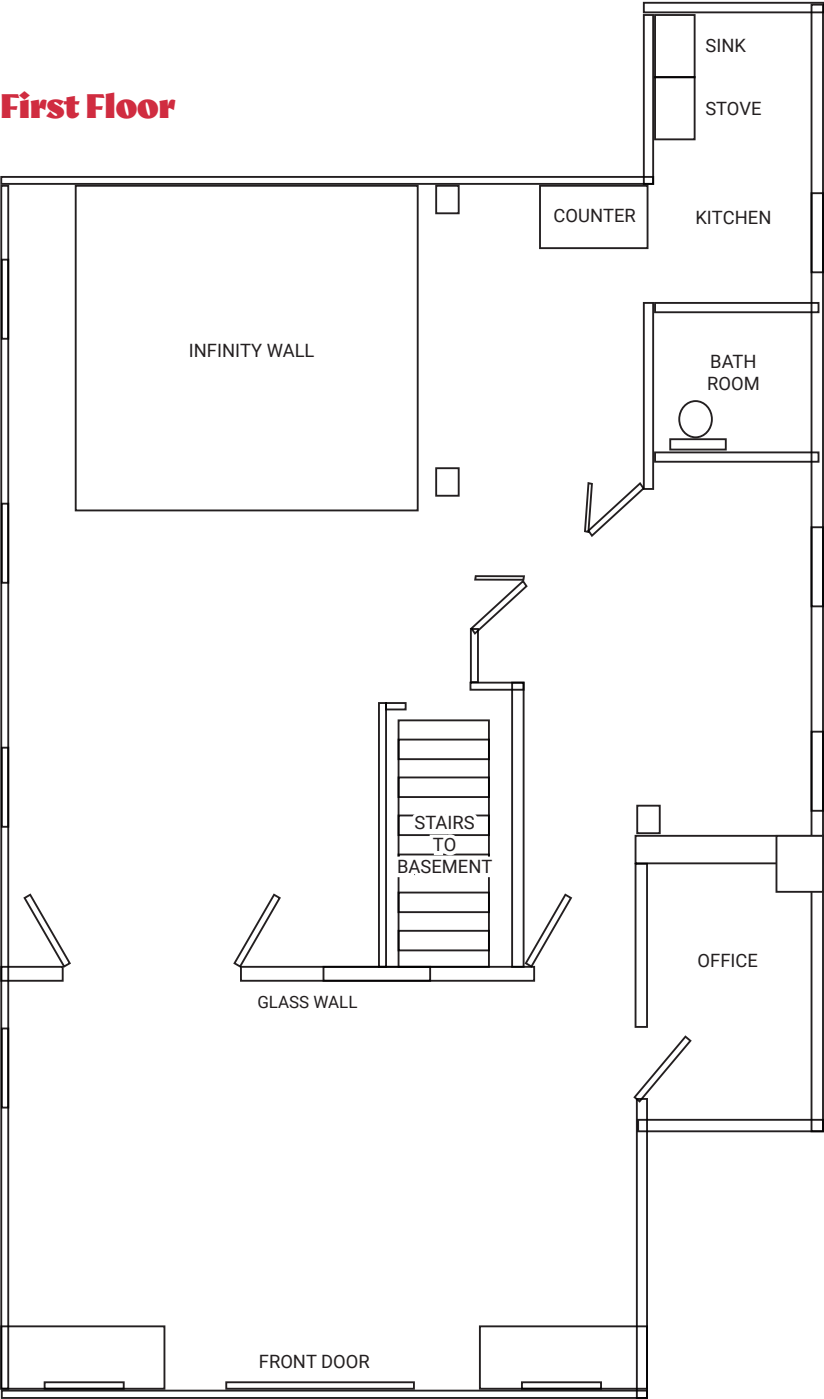 SINK
First Floor
STOVE
COUNTER
KITCHEN
INFINITY WALL
BATH
ROOM
STAIRS
TO
BASEMENT
OFFICE
GLASS WALL
FRONT DOOR